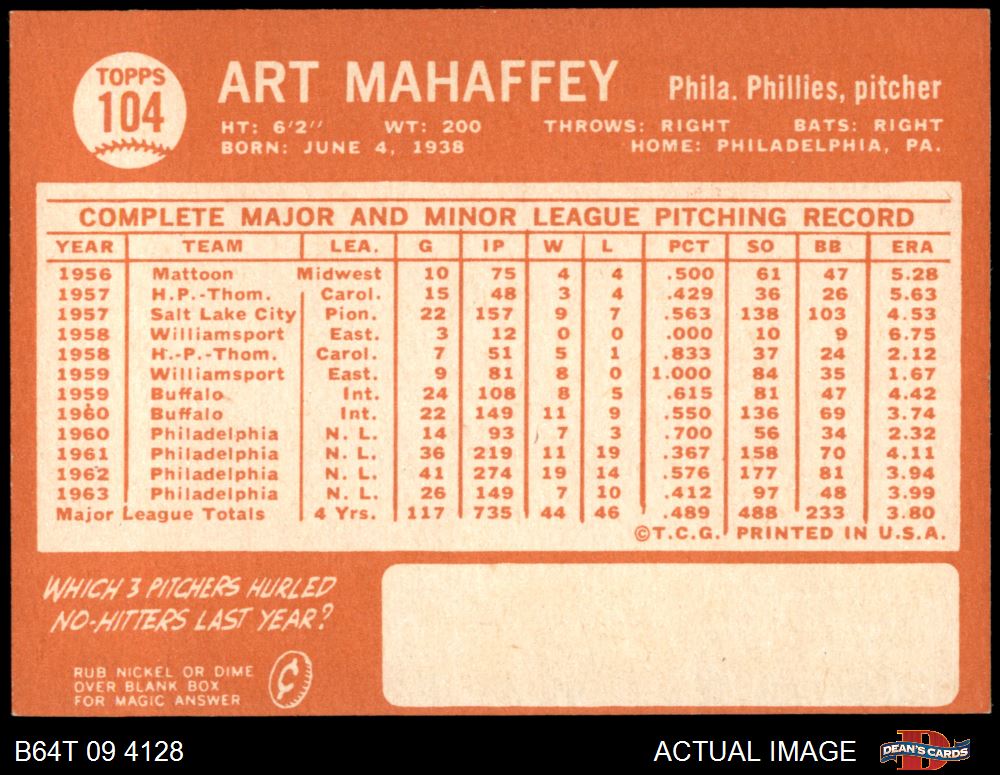 TOPPS
104
ART MAHAFFEY Phila. Phillies, pitcher
HT: 6'2" WT: 200 THROWS: RIGHT BATS: RIGHT
BORN: JUNE 4, 1938 HOME: PHILADELPHIA, PA.
COMPLETE MAJOR AND MINOR LEAGUE PITCHING RECORD
YEAR TEAM LEA. G IP W L PCT SO BB ERA
1956 Mattoon Midwest 10 75 4 4 .500 61 47 5.28
1957 H.P.-Thom. Carol. 15 48 3 4 .429 36 26 5.63
1957 Salt Lake City Pion. 22 157 9 7 .563 138 103 4.53
1958 Williamsport East. 3 12 0 0 .000 10 9 6.75
1958 H.-P.-Thom. Carol. 7 51 5 1 .833 37 24 2.12
1959 Williamsport East. 9 81 8 0 1.000 84 35 1.67
1959 Buffalo Int. 24 108 8 5 .615 81 47 4.42
1960 Buffalo Int. 22 149 11 9 .550 136 69 3.74
1960 Philadelphia N. L. 14 93 7 3 .700 56 34 2.32
1961 Philadelphia N. L. 36 219 11 19 .367 158 70 4.11
1962 Philadelphia N. L. 41 274 19 14 .576 177 81 3.94
1963 Philadelphia N. L. 26 149 7 10 .412 97 48 3.99
Major League Totals 4 Yrs. 117 735 44 46 .489 488 233 3.80
©T.C.G. PRINTED IN U.S.A.
WHICH 3 PITCHERS HURLED
NO-HITTERS LAST YEAR?
RUB NICKEL OR DIME
OVER BLANK BOX
FOR MAGIC ANSWER
¢
B64T 09 4128 ACTUAL IMAGE DEAN'S CARDS